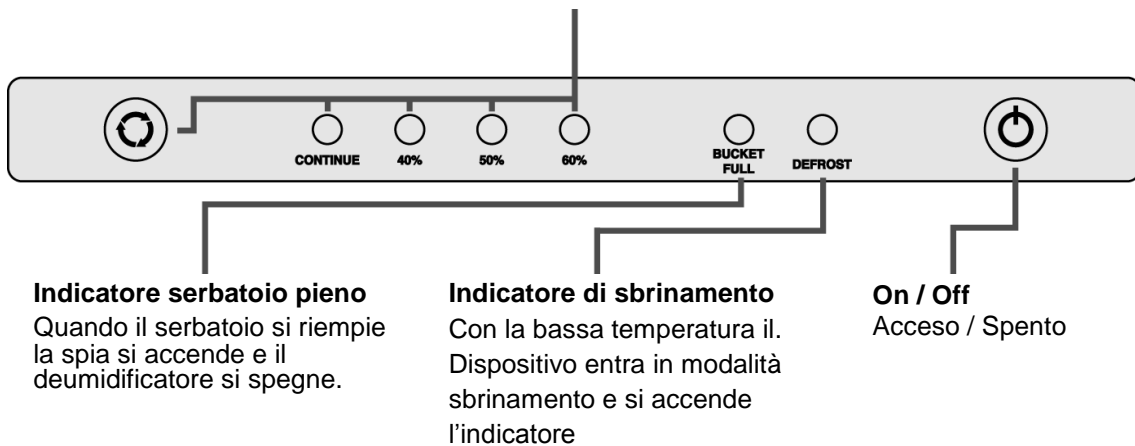 CONTINUE 40% 50% 60% BUCKET FULL DEFROST
Indicatore serbatoio pieno
Quando il serbatoio si riempie
la spia si accende e il
deumidificatore si spegne.
Indicatore di sbrinamento
Con la bassa temperatura il.
Dispositivo entra in modalità
sbrinamento e si accende
l’indicatore
On / Off
Acceso / Spento